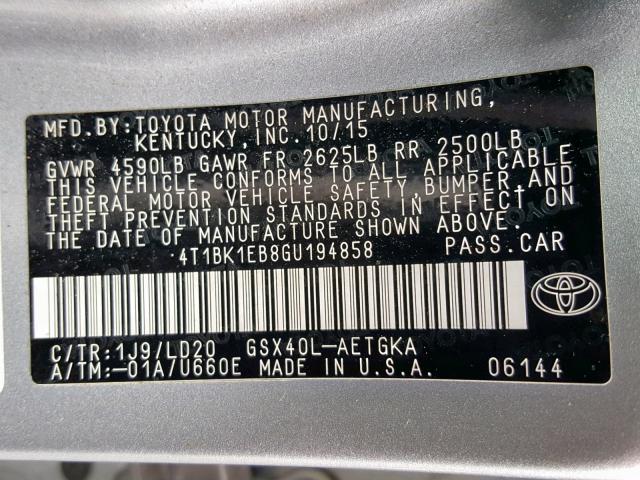 MFD.BY:TOYOTA MOTOR MANUFACTURING,
KENTUCKY,INC.10/15
GVWR 4590LB GAWR FR 2625LB RR 2500LB
THIS VEHICLE CONFORMS TO ALL APPLICABLE
FEDERAL MOTOR VEHICLE SAFETY,BUMPER,AND
THEFT PREVENTION STANDARDS IN EFFECT ON
THE DATE OF MANUFACTURE SHOWN ABOVE.
4T1BK1EB8GU194858 PASS.CAR
C/TR:1J9/LD20 GSX40L-AETGKA
A/TM:-01A/U660E MADE IN U.S.A. 06144